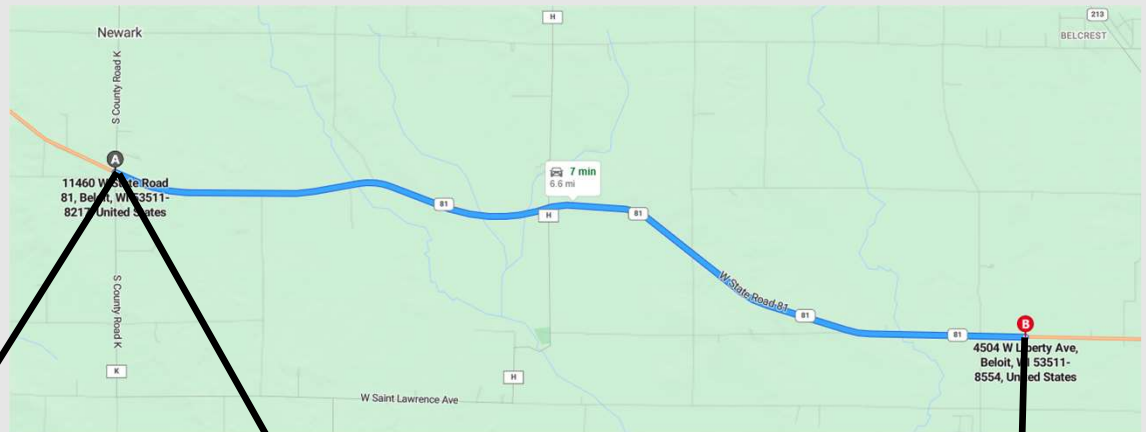 H
213
Newark
BELCREST
S County Road K
A
7 min
6.6 mi
11460 W State Road
81, Beloit, WI 53511-
8217, United States
81
H
81
W State Road 81
81
81
B
4504 W Liberty Ave,
Beloit, WI 53511-
8554, United States
S County Road K
K
H
W Saint Lawrence Ave